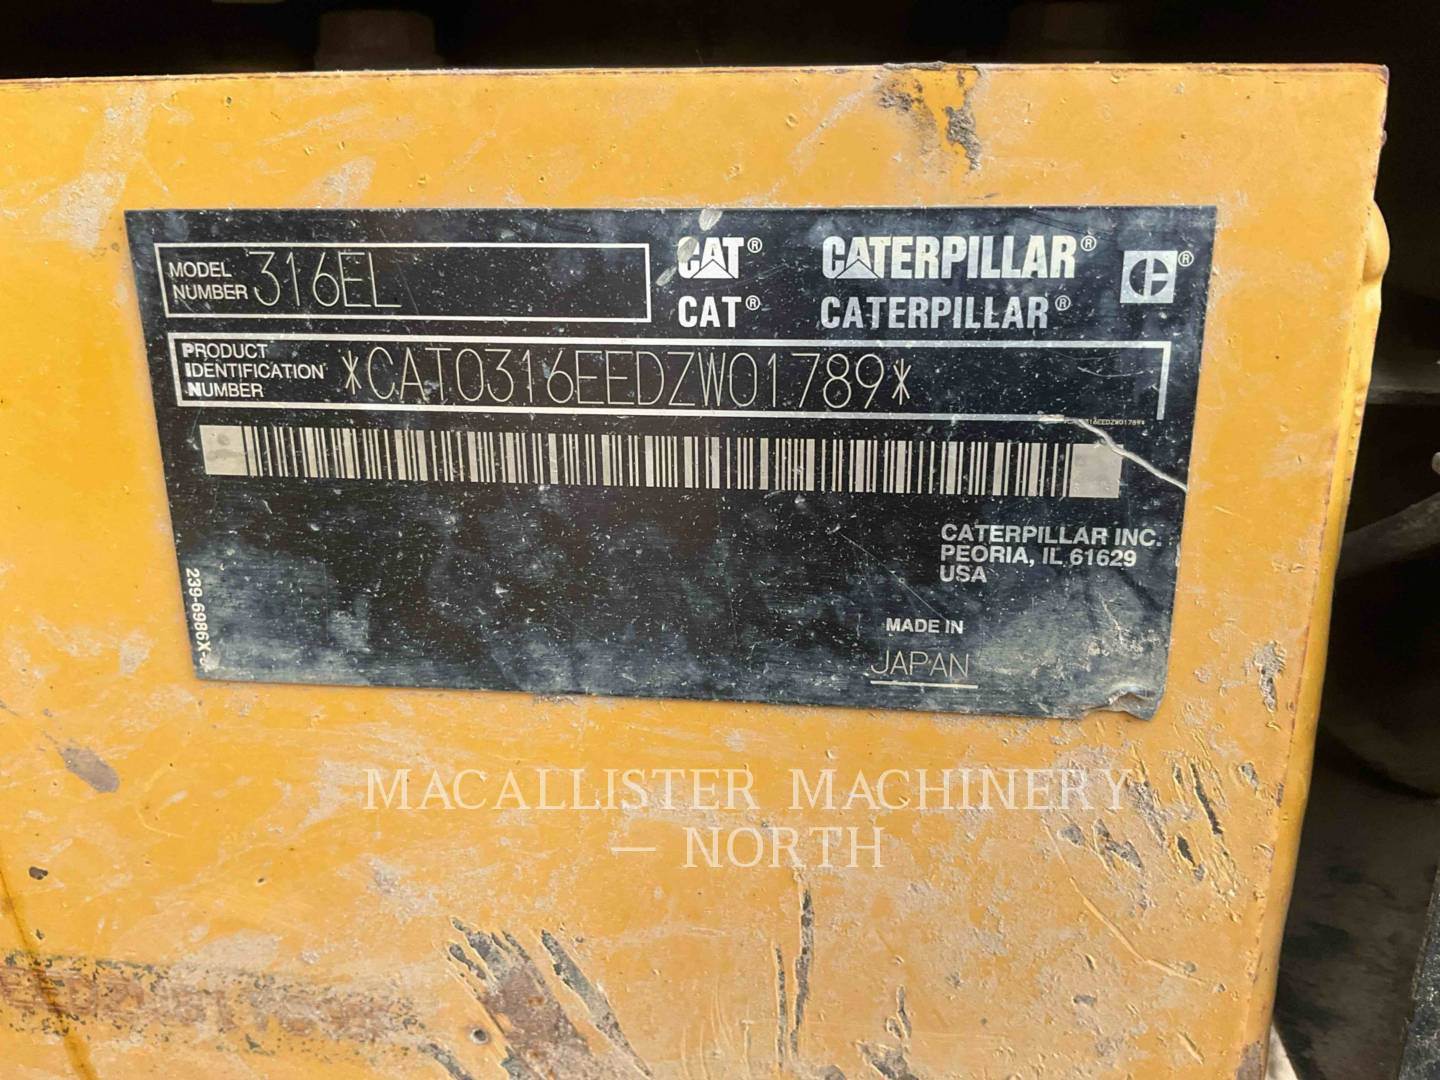 MODEL NUMBER 316EL
CAT® CATERPILLAR® ®
CAT® CATERPILLAR®
PRODUCT
IDENTIFICATION
NUMBER
*CAT0316EEDZW01789*
CATERPILLAR INC.
PEORIA, IL 61629
USA
MADE IN
JAPAN
MACALLISTER MACHINERY
— NORTH